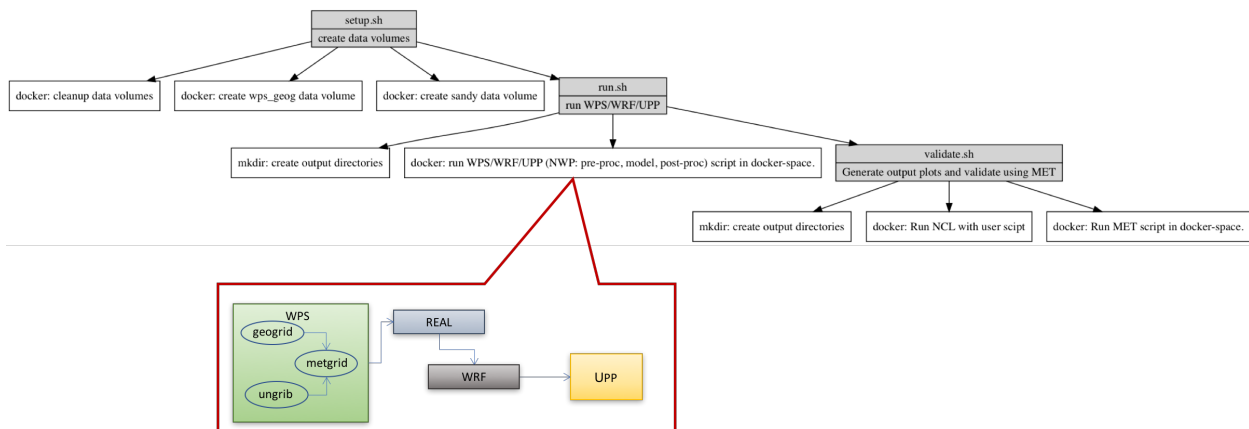 setup.sh
create data volumes
docker: cleanup data volumes
docker: create wps_geog data volume
docker: create sandy data volume
run.sh
run WPS/WRF/UPP
mkdir: create output directories
docker: run WPS/WRF/UPP (NWP: pre-proc, model, post-proc) script in docker-space.
validate.sh
Generate output plots and validate using MET
mkdir: create output directories
docker: Run NCL with user scipt
docker: Run MET script in docker-space.
WPS
geogrid
metgrid
ungrib
REAL
WRF
UPP